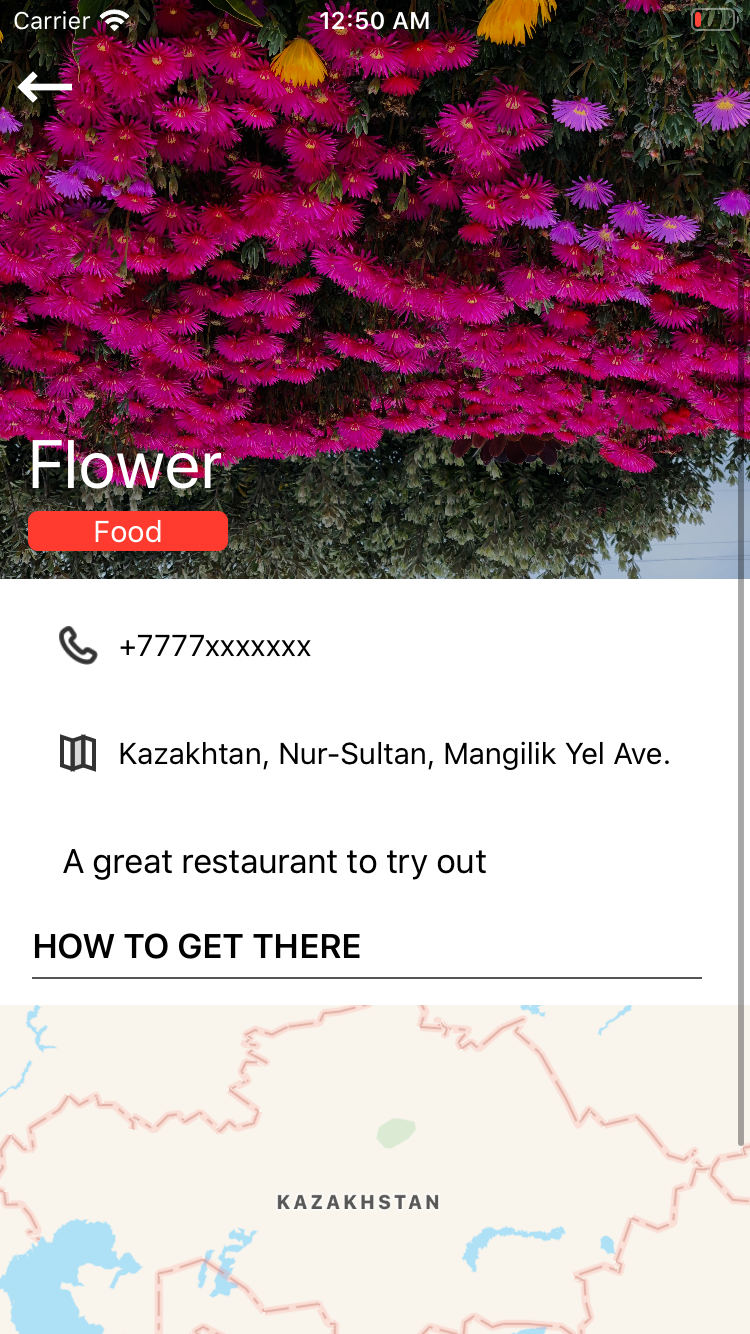 Carrier 12:50 AM
Flower
Food
+7777xxxxxxx
Kazakhtan, Nur-Sultan, Mangilik Yel Ave.
A great restaurant to try out
HOW TO GET THERE
KAZAKHSTAN